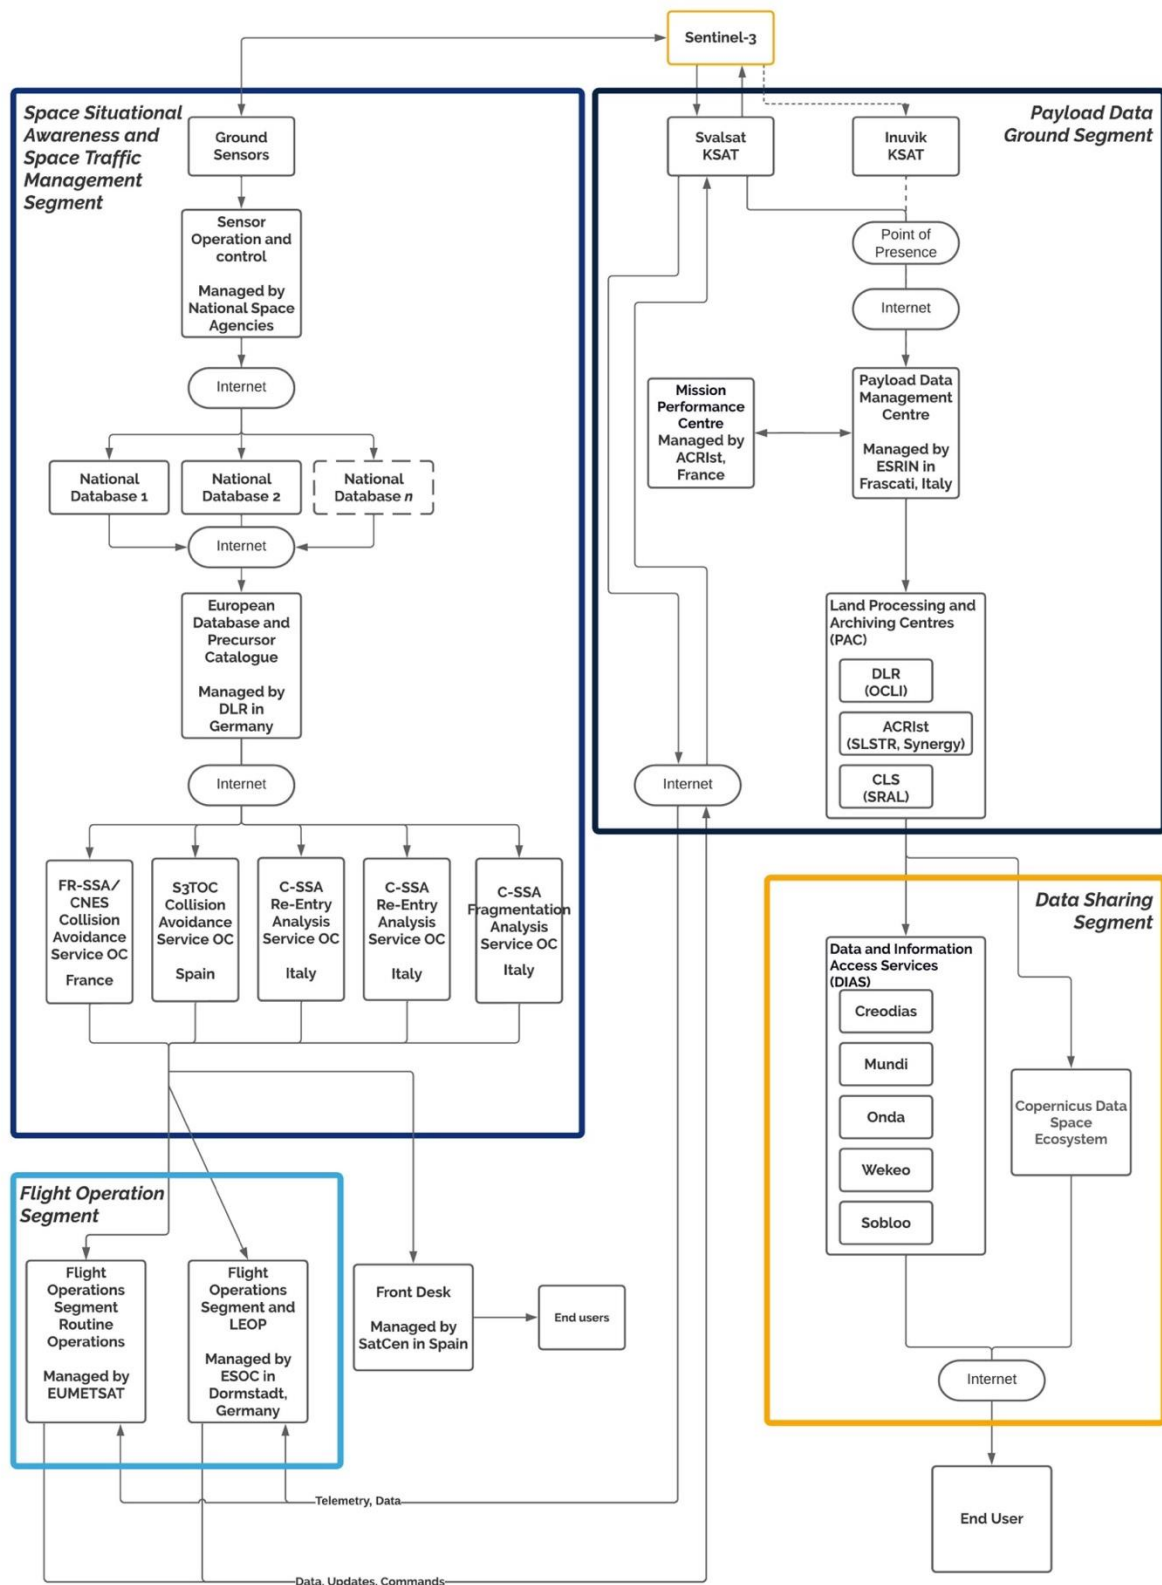 Sentinel-3
Space Situational
Awareness and
Space Traffic
Management
Segment
Ground
Sensors
Sensor
Operation and
control
Managed by
National Space
Agencies
Internet
National
Database 1
National
Database 2
National
Database n
Internet
European
Database and
Precursor
Catalogue
Managed by
DLR in
Germany
Internet
FR-SSA/
CNES
Collision
Avoidance
Service OC
France
S3TOC
Collision
Avoidance
Service OC
Spain
C-SSA
Re-Entry
Analysis
Service OC
Italy
C-SSA
Re-Entry
Analysis
Service OC
Italy
C-SSA
Fragmentation
Analysis
Service OC
Italy
Payload Data
Ground Segment
Svalsat
KSAT
Inuvik
KSAT
Point of
Presence
Internet
Mission
Performance
Centre
Managed by
ACRIst,
France
Payload Data
Management
Centre
Managed by
ESRIN in
Frascati, Italy
Land Processing and
Archiving Centres
(PAC)
DLR
(OCLI)
ACRIst
(SLSTR, Synergy)
CLS
(SRAL)
Internet
Data Sharing
Segment
Data and Information
Access Services
(DIAS)
Creodias
Mundi
Onda
Wekeo
Sobloo
Copernicus Data
Space
Ecosystem
Internet
End User
Flight Operation
Segment
Flight
Operations
Segment
Routine
Operations
Managed by
EUMETSAT
Flight
Operations
Segment and
LEOP
Managed by
ESOC in
Dormstadt,
Germany
Front Desk
Managed by
SatCen in Spain
End users
Telemetry, Data
Data, Updates, Commands